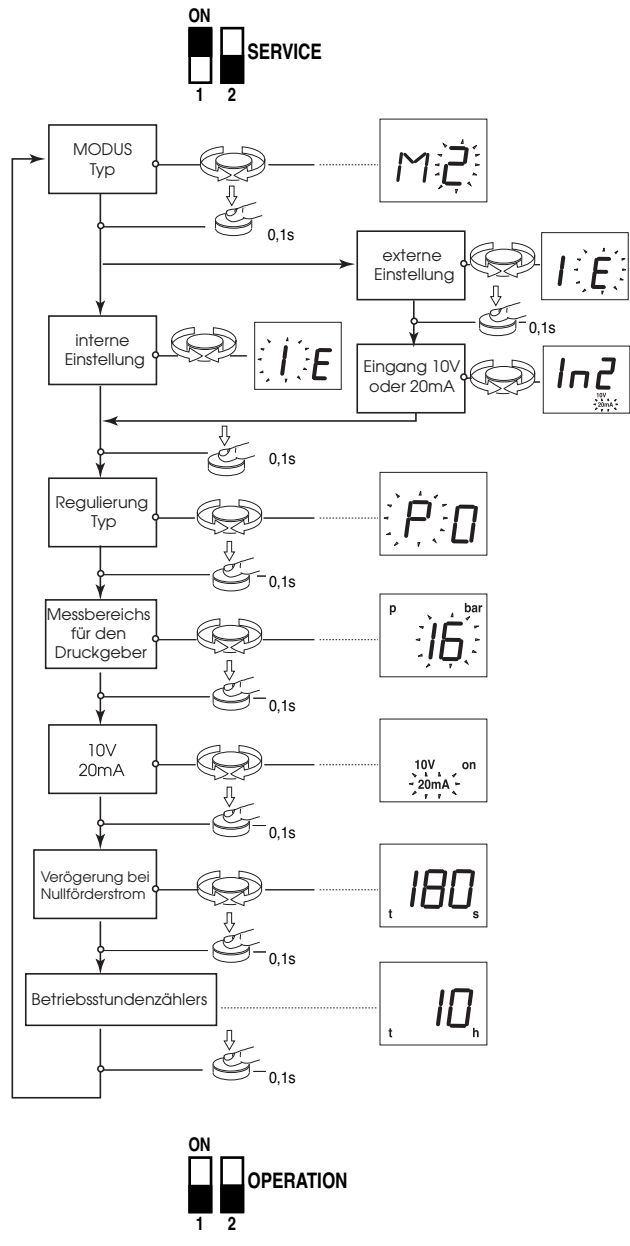 ON
SERVICE
1 2
MODUS
Typ
M2
0,1s
externe
Einstellung
I E
0,1s
interne
Einstellung
I E
Eingang 10V
oder 20mA
In2
10V
20mA
0,1s
Regulierung
Typ
P 0
0,1s
Messbereichs
für den
Druckgeber
p bar
16
0,1s
10V
20mA
10V on
20mA
0,1s
Verögerung bei
Nullförderstrom
180
t s
0,1s
Betriebsstundenzählers
10
t h
0,1s
ON
OPERATION
1 2